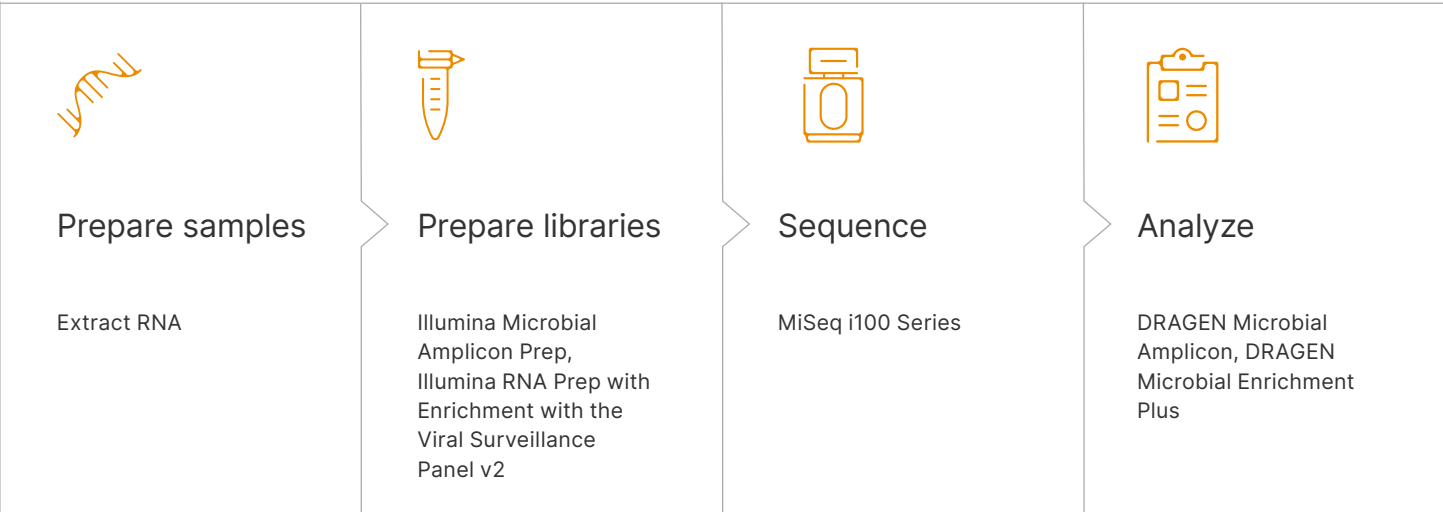 Prepare samples
Extract RNA
Prepare libraries
Illumina Microbial
Amplicon Prep,
Illumina RNA Prep with
Enrichment with the
Viral Surveillance
Panel v2
Sequence
MiSeq i100 Series
Analyze
DRAGEN Microbial
Amplicon, DRAGEN
Microbial Enrichment
Plus